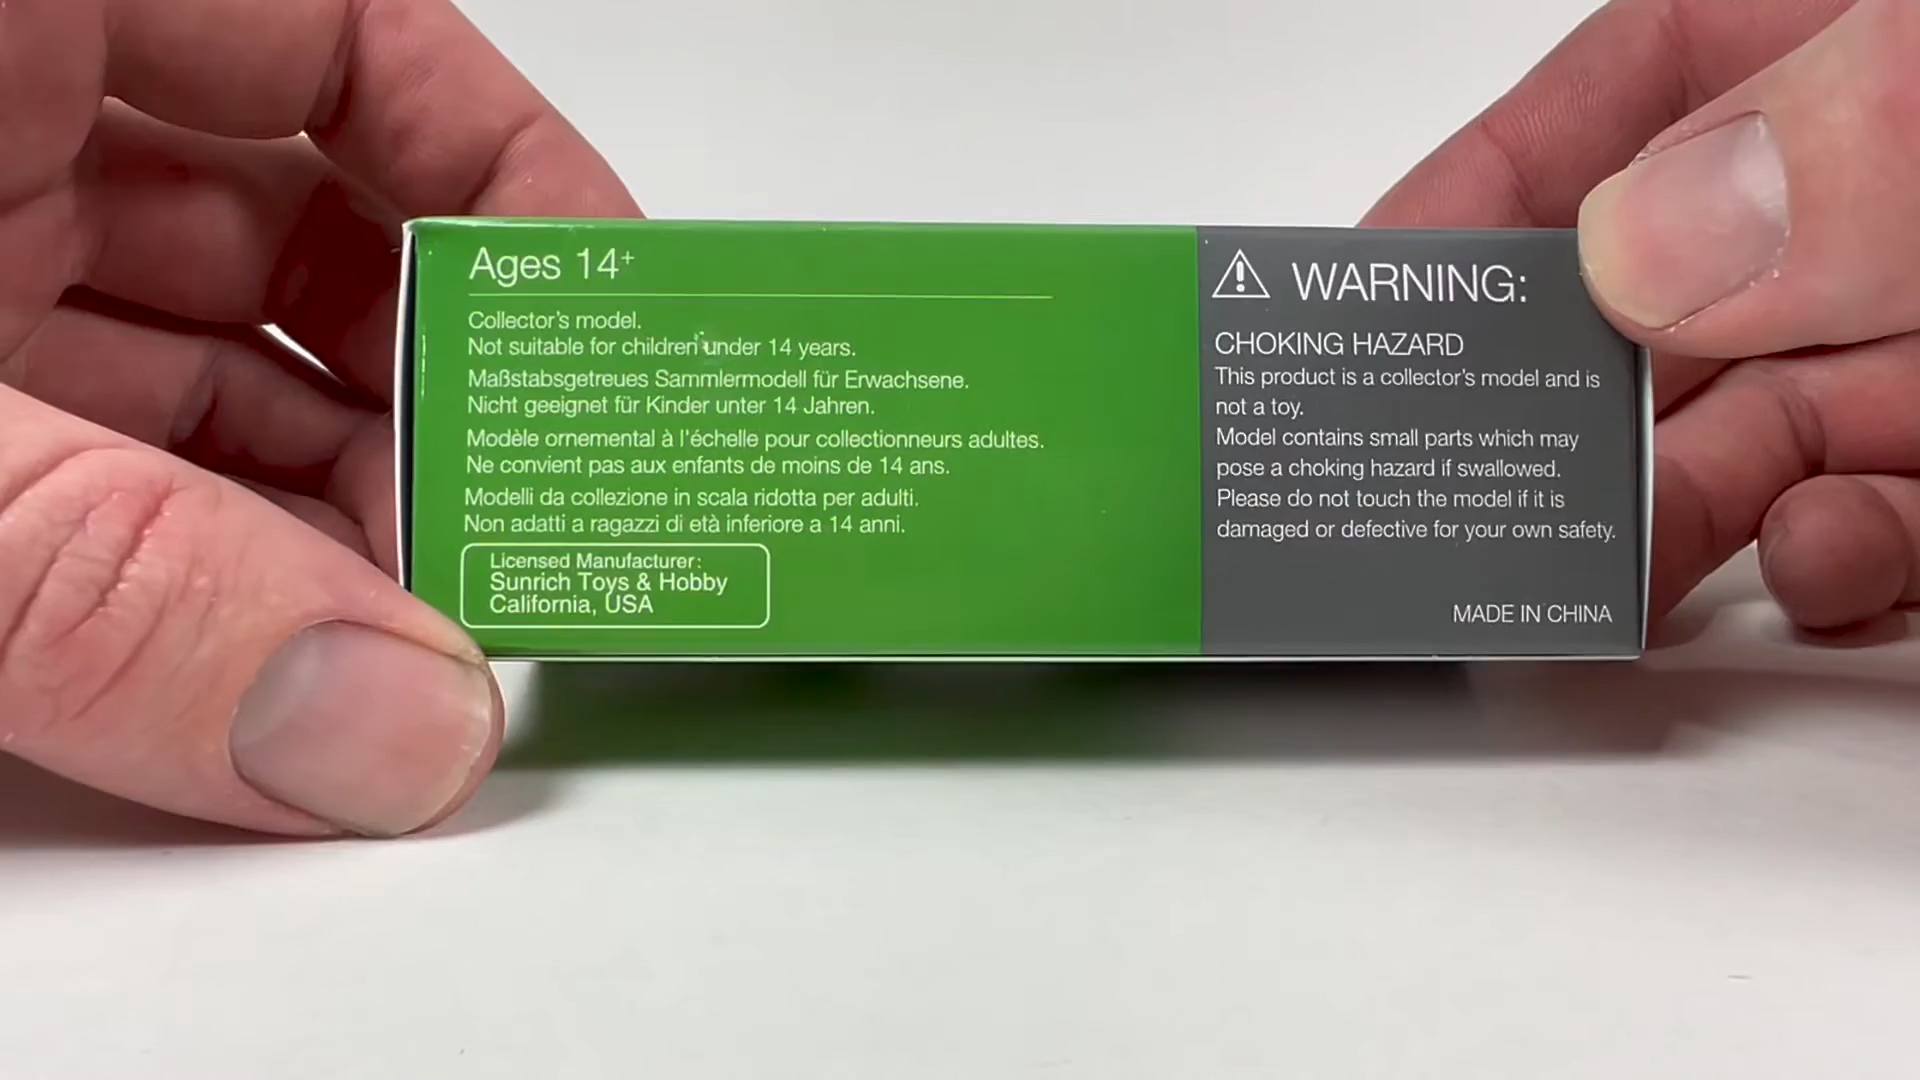 Ages 14+
Collector's model.
Not suitable for children under 14 years.
Maßstabsgetreues Sammlermodell für Erwachsene.
Nicht geeignet für Kinder unter 14 Jahren.
Modèle ornemental à l'échelle pour collectionneurs adultes.
Ne convient pas aux enfants de moins de 14 ans.
Modelli da collezione in scala ridotta per adulti.
Non adatti a ragazzi di età inferiore a 14 anni.
Licensed Manufacturer:
Sunrich Toys & Hobby
California, USA
WARNING:
CHOKING HAZARD
This product is a collector's model and is
not a toy.
Model contains small parts which may
pose a choking hazard if swallowed.
Please do not touch the model if it is
damaged or defective for your own safety.
MADE IN CHINA